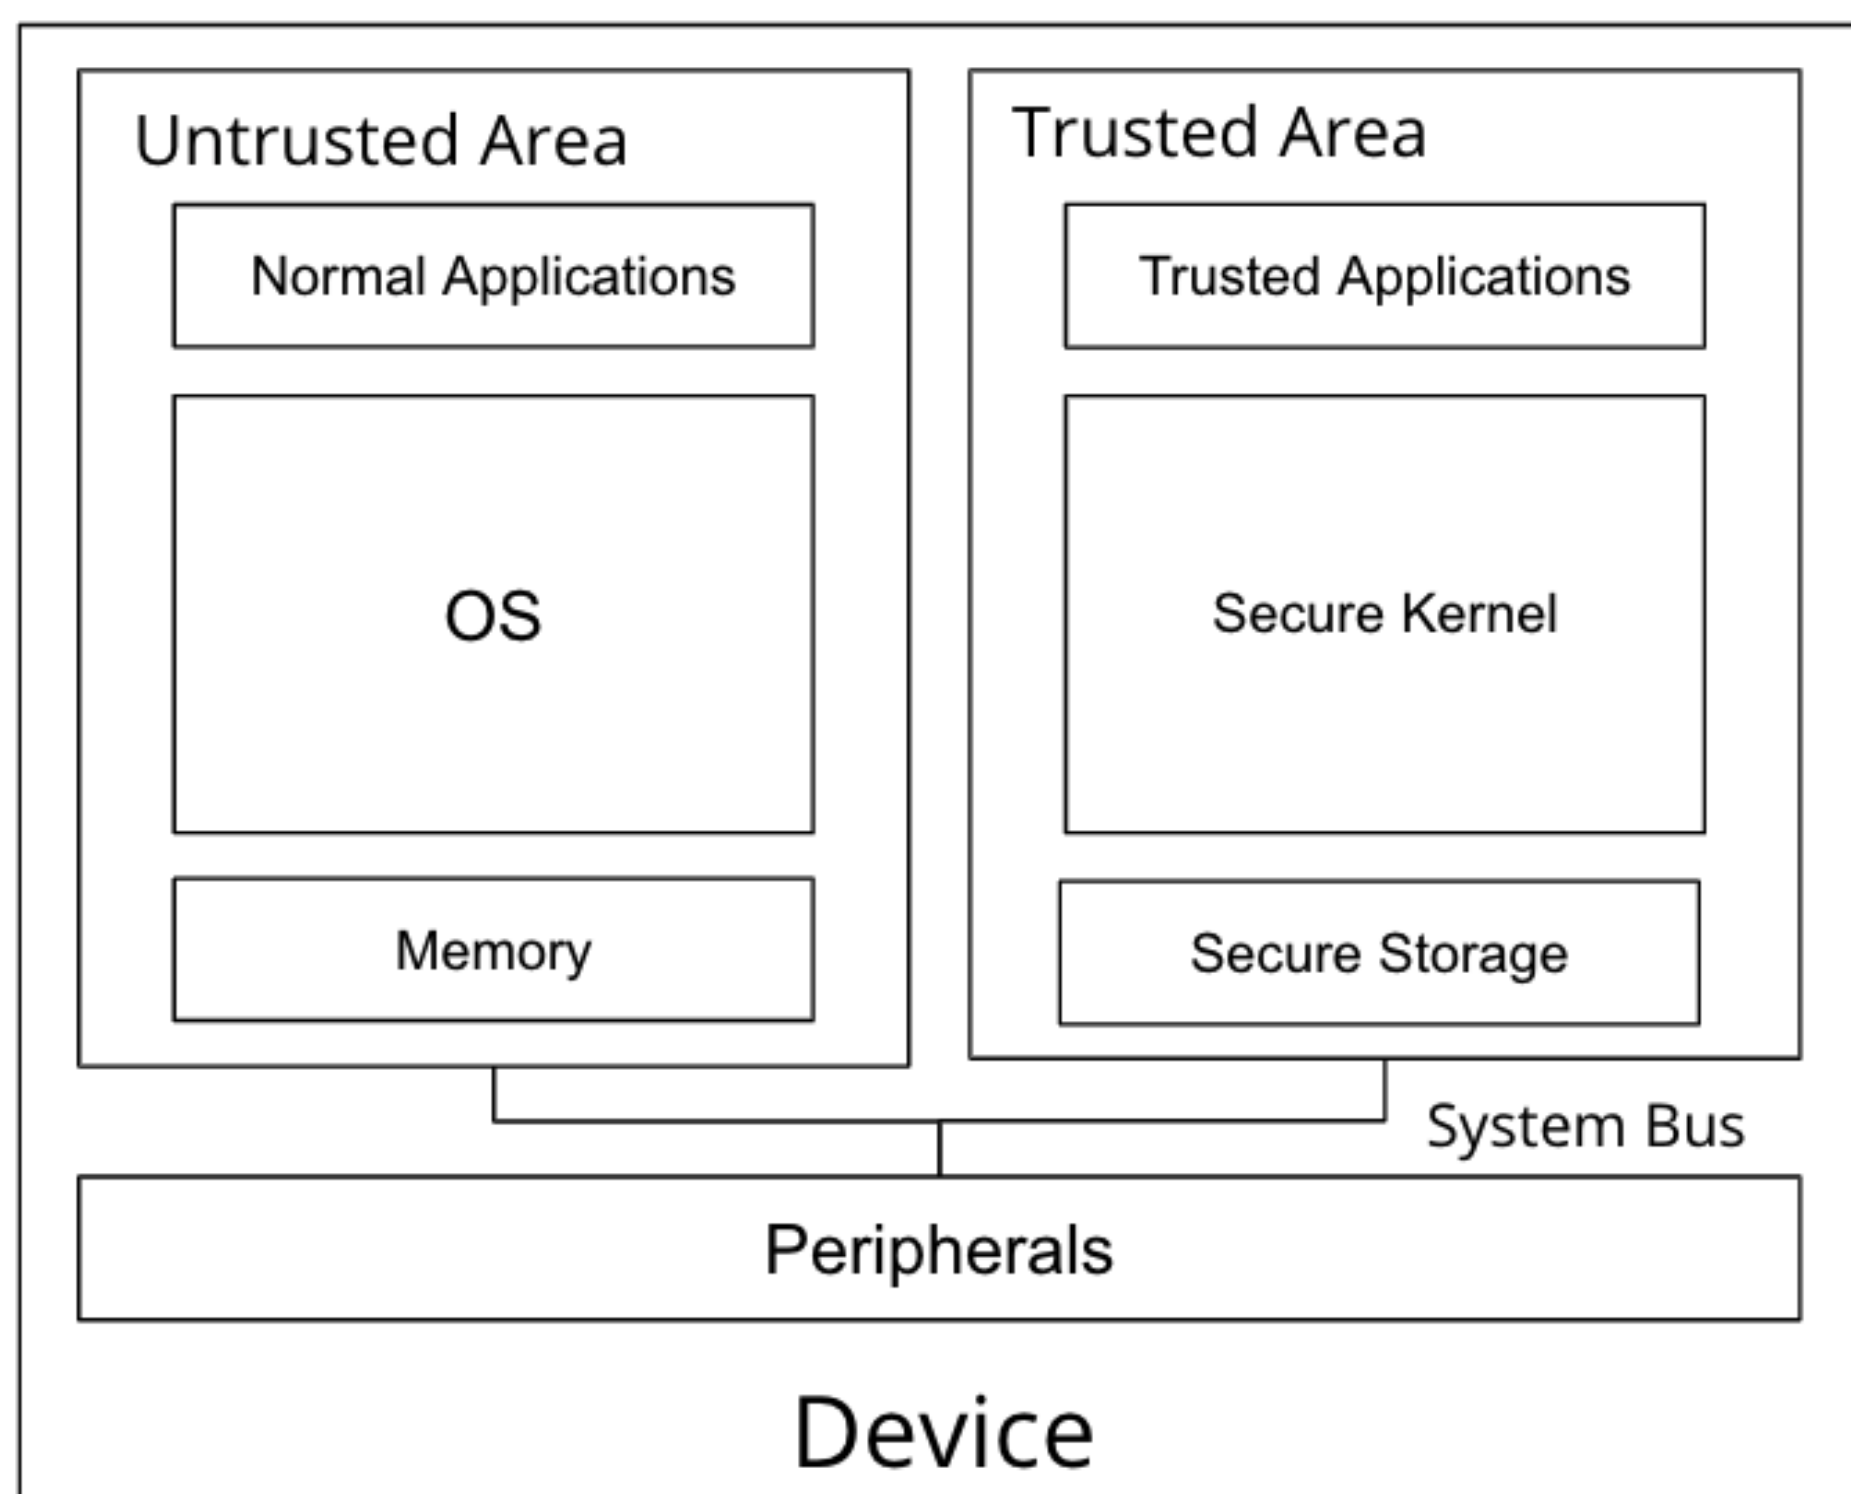 Untrusted Area
Normal Applications
OS
Memory
Trusted Area
Trusted Applications
Secure Kernel
Secure Storage
System Bus
Peripherals
Device